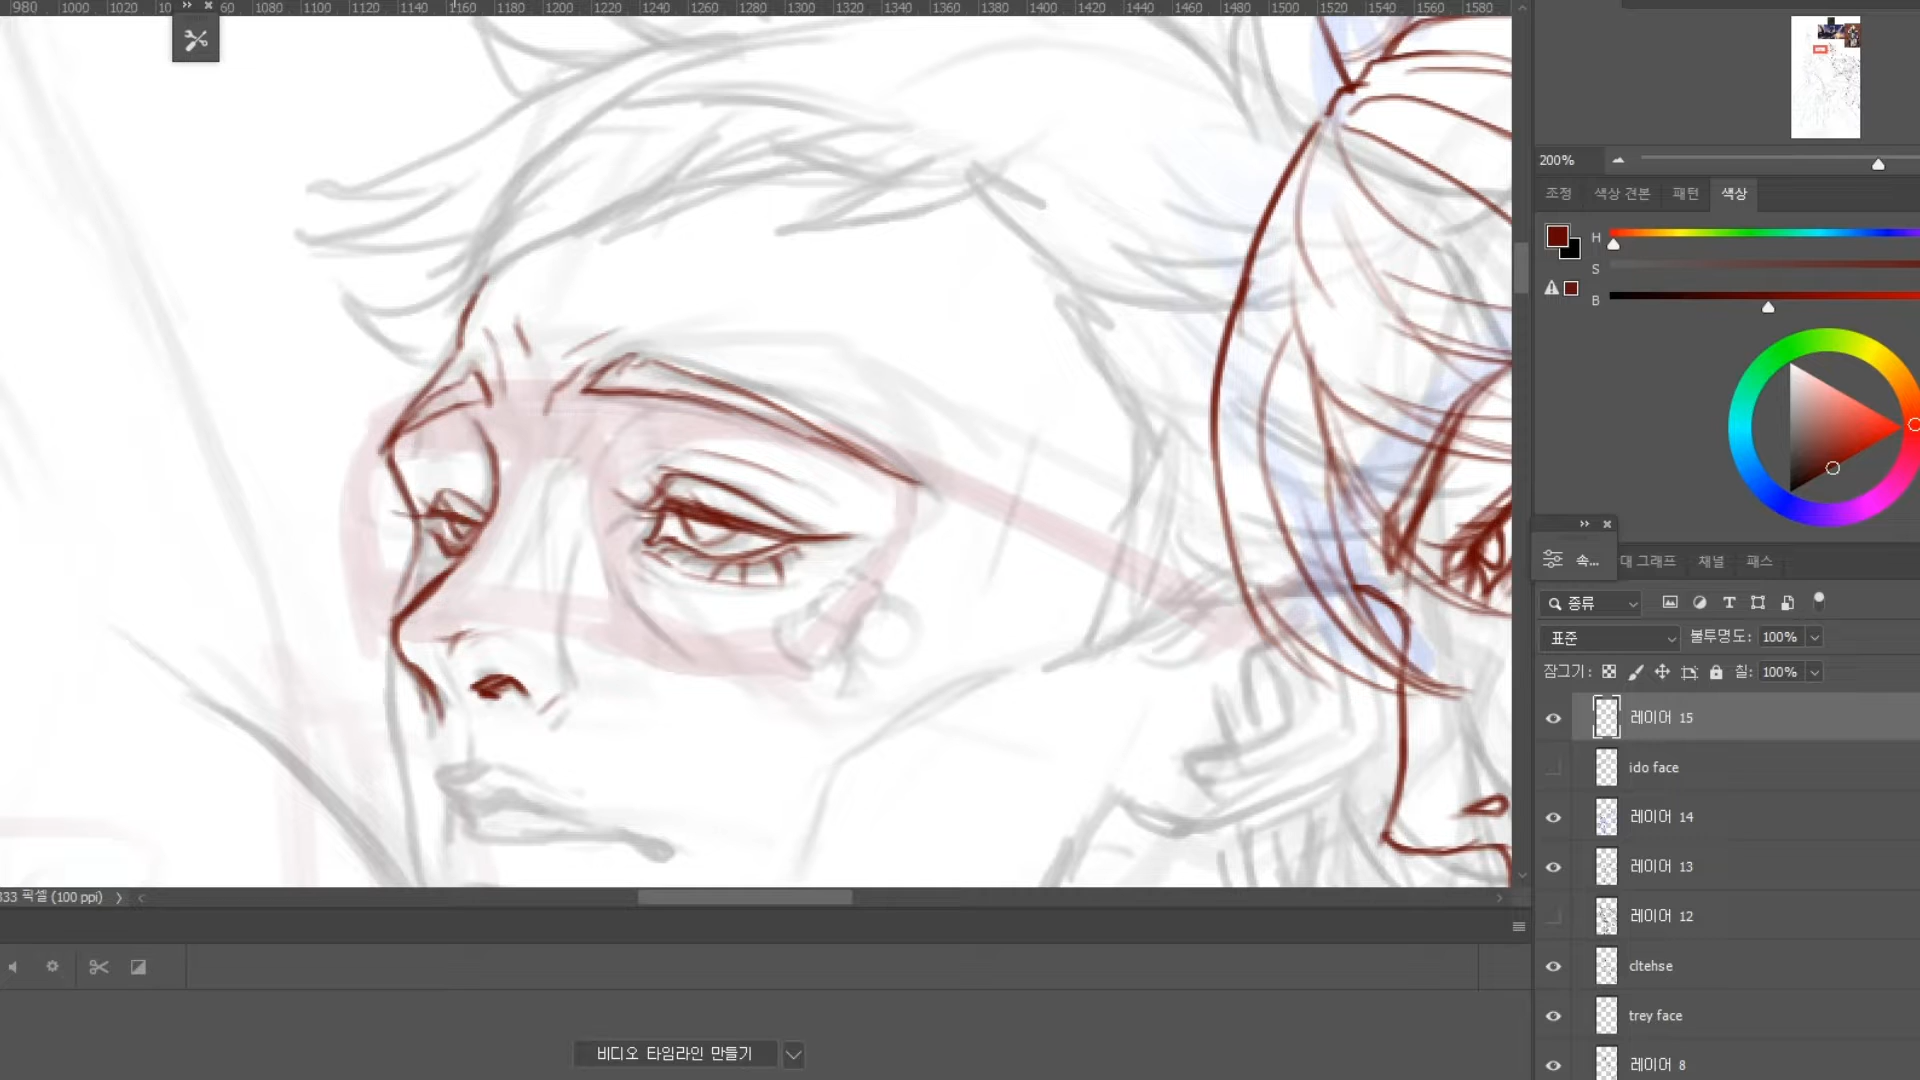 980 1000 1020 10 60 1080 1100 1120 1140 1160 1180 1200 1220 1240 1260 1280 1300 1320 1340 1360 1380 1400 1420 1440 1460 1480 1500 1520 1540 1560 1580
200%
조정 색상 견본 패턴 색상
H
S
B
속... 대 그래프 채널 패스
종류 T
표준 불투명도: 100%
잠그기: 칠: 100%
레이어 15
ido face
레이어 14
레이어 13
레이어 12
cltehse
trey face
레이어 8
333 픽셀 (100 ppi)
비디오 타임라인 만들기